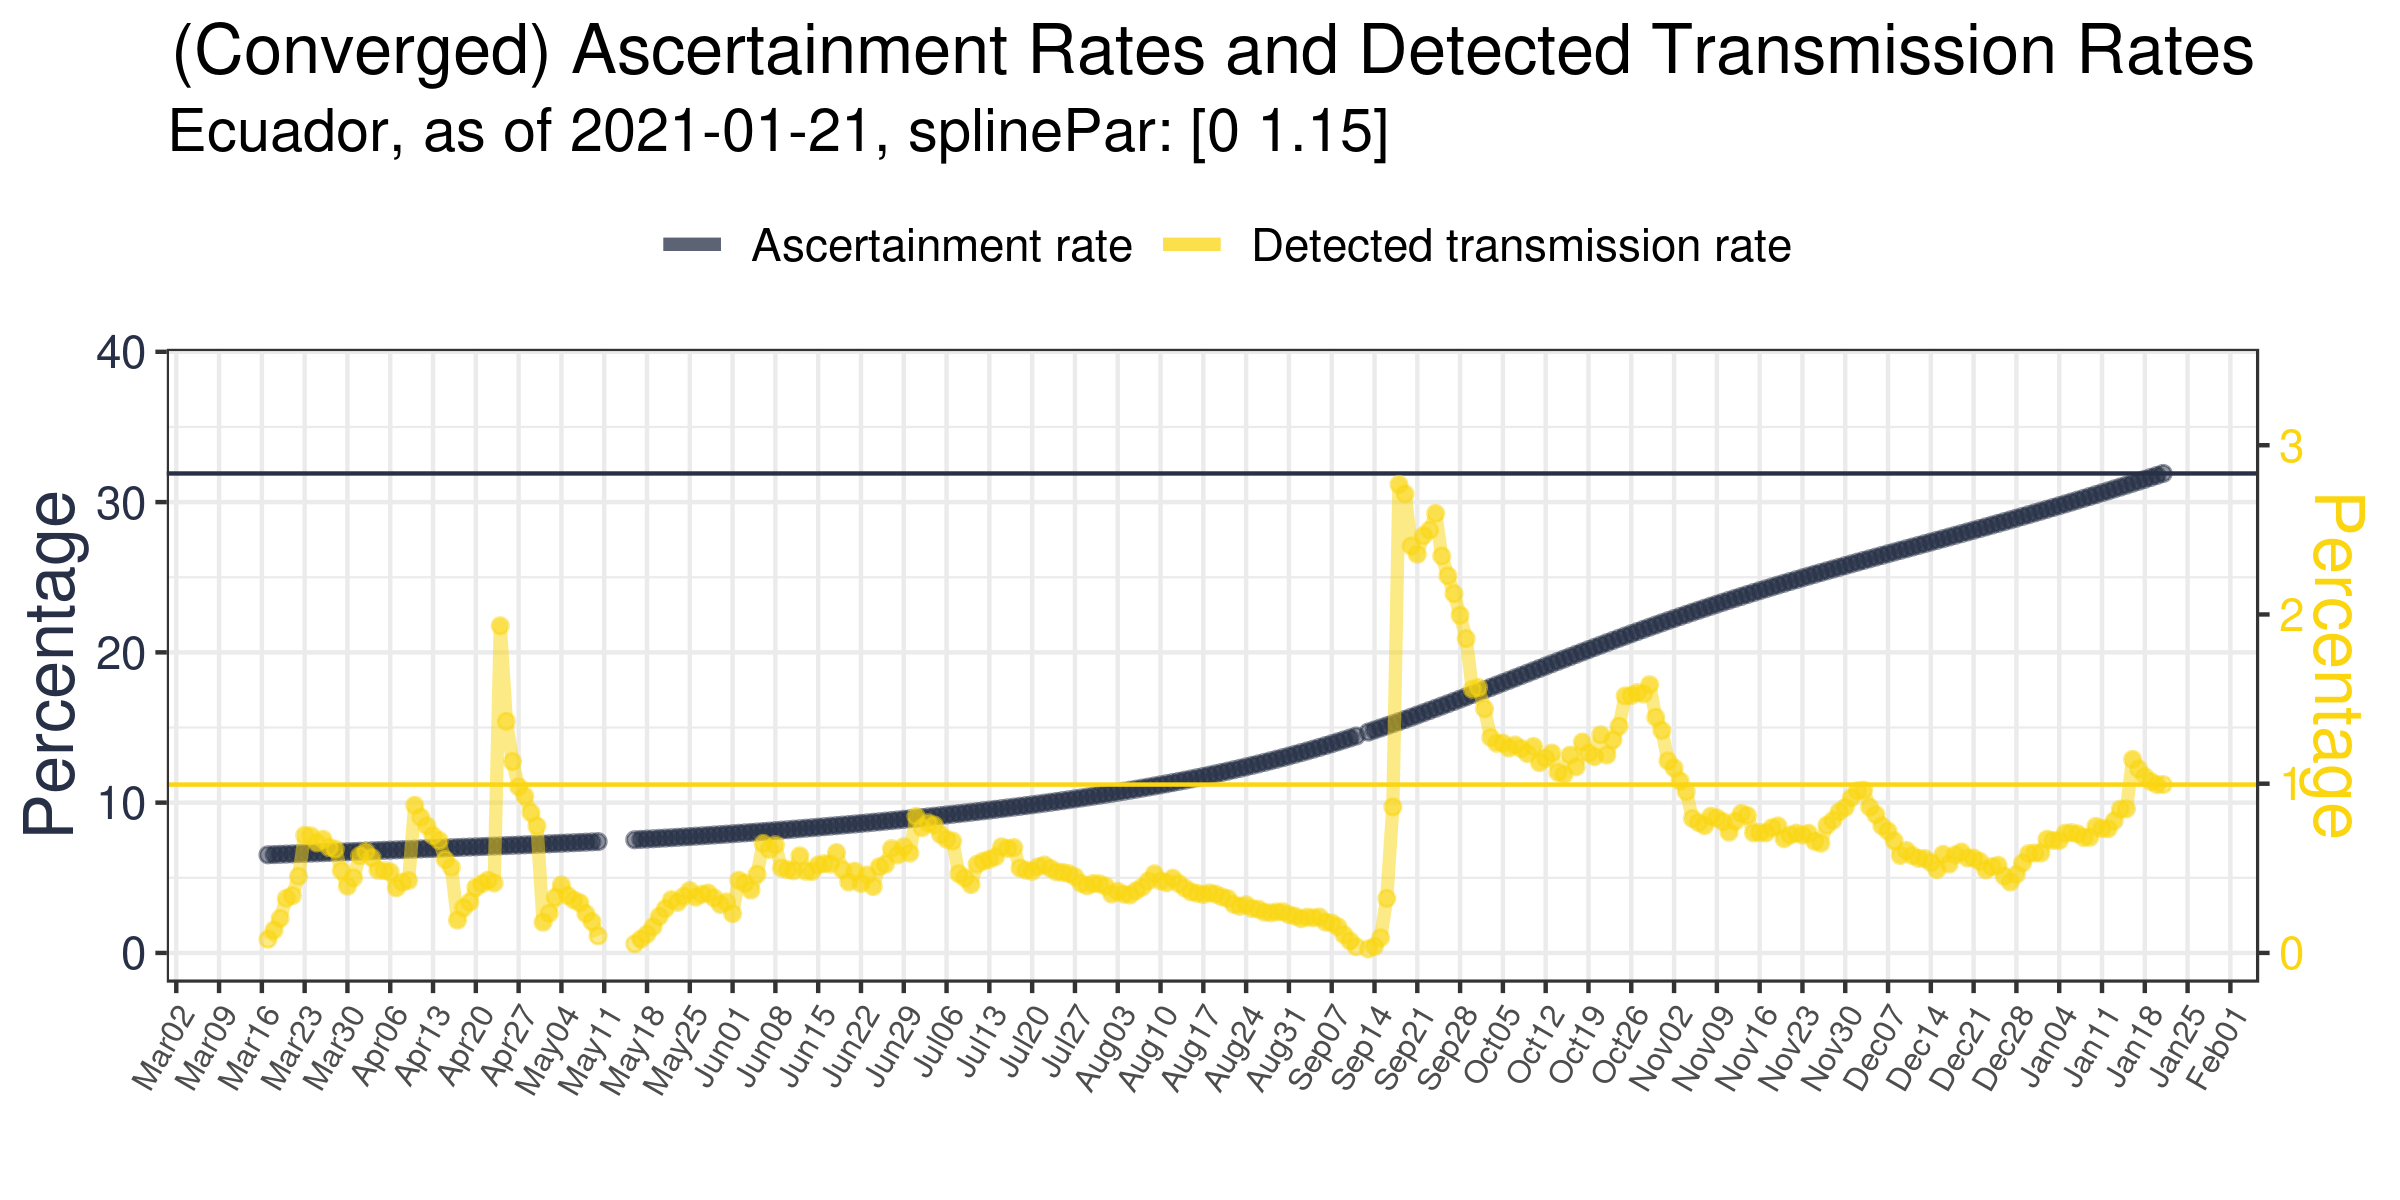 (Converged) Ascertainment Rates and Detected Transmission Rates
Ecuador, as of 2021-01-21, splinePar: [0 1.15]
Ascertainment rate Detected transmission rate
Percentage
40
30
20
10
0
3
2
1
0
Percentage
Mar02 Mar09 Mar16 Mar23 Mar30 Apr06 Apr13 Apr20 Apr27 May04 May11 May18 May25 Jun01 Jun08 Jun15 Jun22 Jun29 Jul06 Jul13 Jul20 Jul27 Aug03 Aug10 Aug17 Aug24 Aug31 Sep07 Sep14 Sep21 Sep28 Oct05 Oct12 Oct19 Oct26 Nov02 Nov09 Nov16 Nov23 Nov30 Dec07 Dec14 Dec21 Dec28 Jan04 Jan11 Jan18 Jan25 Feb01